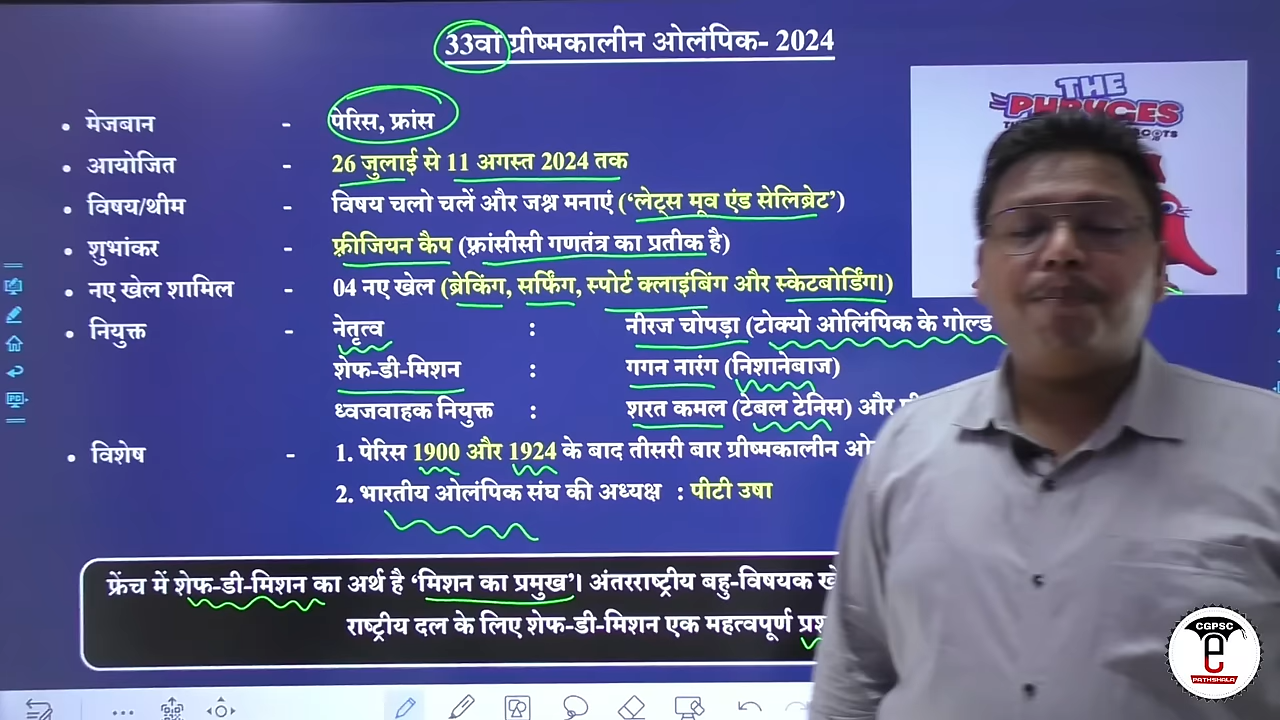 33वां ग्रीष्मकालीन ओलंपिक- 2024
THE
PHRYGES
• मेजबान - पेरिस, फ्रांस
• आयोजित - 26 जुलाई से 11 अगस्त 2024 तक
• विषय/थीम - विषय चलो चलें और जश्न मनाएं (‘लेट्स मूव एंड सेलिब्रेट’)
• शुभांकर - फ़्रीजियन कैप (फ़्रांसीसी गणतंत्र का प्रतीक है)
• नए खेल शामिल - 04 नए खेल (ब्रेकिंग, सर्फिंग, स्पोर्ट क्लाइंबिंग और स्केटबोर्डिंग।)
• नियुक्त - नेतृत्व : नीरज चोपड़ा (टोक्यो ओलिंपिक के गोल्ड
शेफ-डी-मिशन : गगन नारंग (निशानेबाज)
ध्वजवाहक नियुक्त : शरत कमल (टेबल टेनिस) और
• विशेष - 1. पेरिस 1900 और 1924 के बाद तीसरी बार ग्रीष्मकालीन
2. भारतीय ओलंपिक संघ की अध्यक्ष : पीटी उषा
फ्रेंच में शेफ-डी-मिशन का अर्थ है ‘मिशन का प्रमुख’। अंतरराष्ट्रीय बहु-विषयक
राष्ट्रीय दल के लिए शेफ-डी-मिशन एक महत्वपूर्ण
CGPSC
e
PATHSHALA